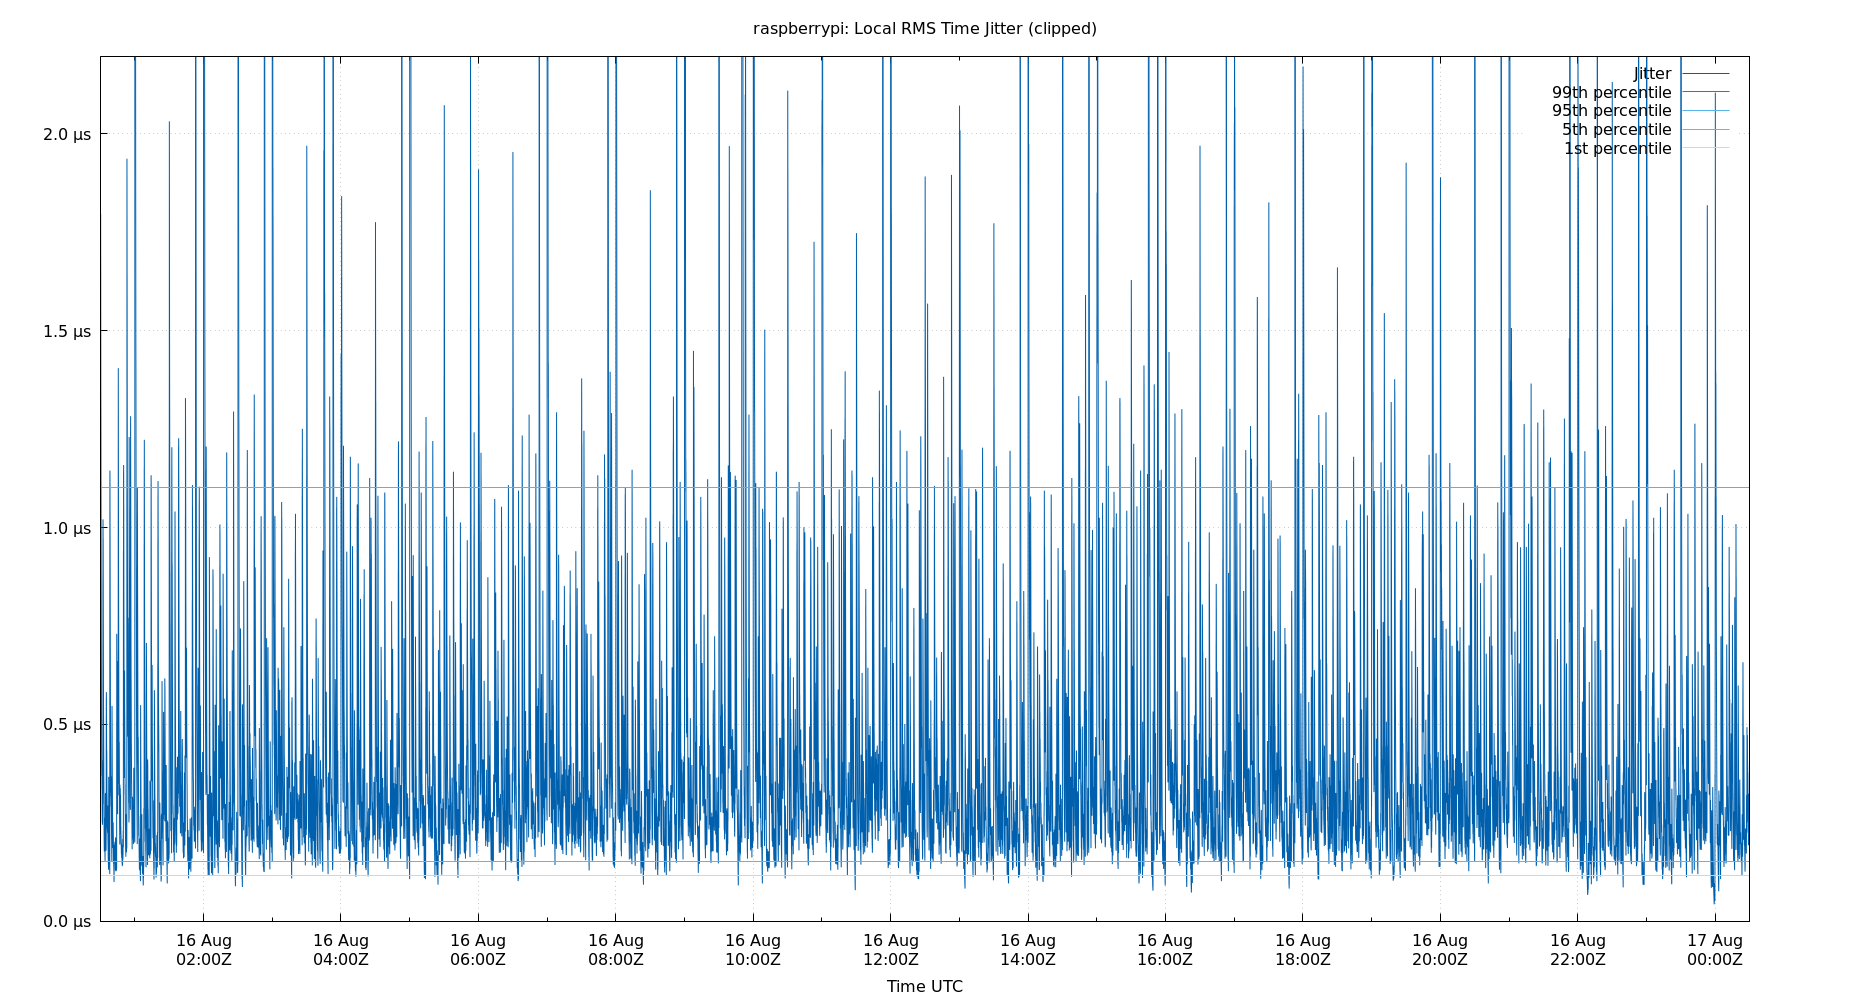 raspberrypi: Local RMS Time Jitter (clipped)
Jitter
99th percentile
95th percentile
5th percentile
1st percentile
2.0 µs
1.5 µs
1.0 µs
0.5 µs
0.0 µs
16 Aug 16 Aug 16 Aug 16 Aug 16 Aug 16 Aug 16 Aug 16 Aug 16 Aug 16 Aug 16 Aug 17 Aug
02:00Z 04:00Z 06:00Z 08:00Z 10:00Z 12:00Z 14:00Z 16:00Z 18:00Z 20:00Z 22:00Z 00:00Z
Time UTC